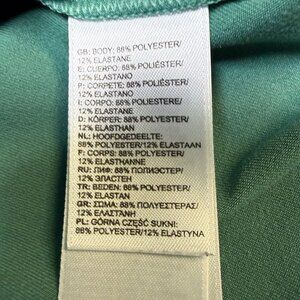 GB: BODY: 88% POLYESTER/
12% ELASTANE
E: CUERPO: 88% POLIÉSTER/
12% ELASTANO
P: CORPETE: 88% POLIÉSTER/
12% ELASTANO
I: CORPO: 88% POLIESTERE/
12% ELASTANE
D: KÖRPER: 88% POLYESTER/
12% ELASTHAN
NL: HOOFDGEDEELTE:
88% POLYESTER/12% ELASTAAN
F: CORPS: 88% POLYESTER/
12% ELASTHANNE
RU: ЛИФ: 88% ПОЛИЭСТЕР/
12% ЭЛАСТЕН
TR: BEDEN: 88% POLYESTER/
12% ELASTAN
GR: ΣΩΜΑ: 88% ΠΟΛΥΕΣΤΕΡΑΣ/
12% ΕΛΑΣΤΑΝΗ
PL: GÓRNA CZĘŚĆ SUKNI:
88% POLYESTER/12% ELASTYNA